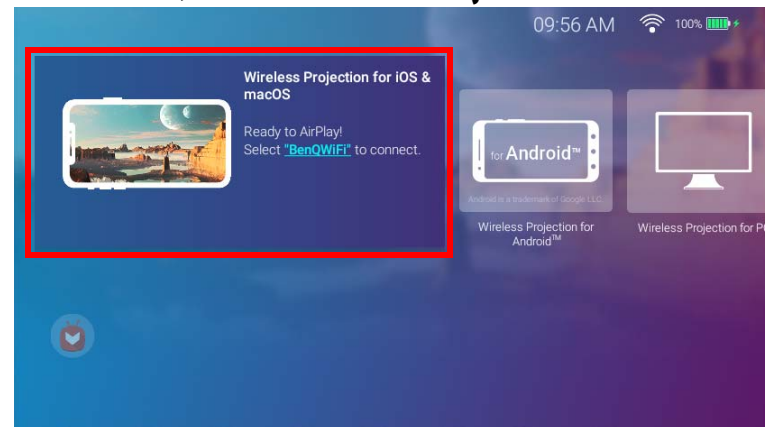 09:56 AM
100%
Wireless Projection for iOS &
macOS
Ready to AirPlay!
Select "BenQWiFi" to connect.
for Android™
Android is a trademark of Google LLC.
Wireless Projection for
Android™
Wireless Projection for